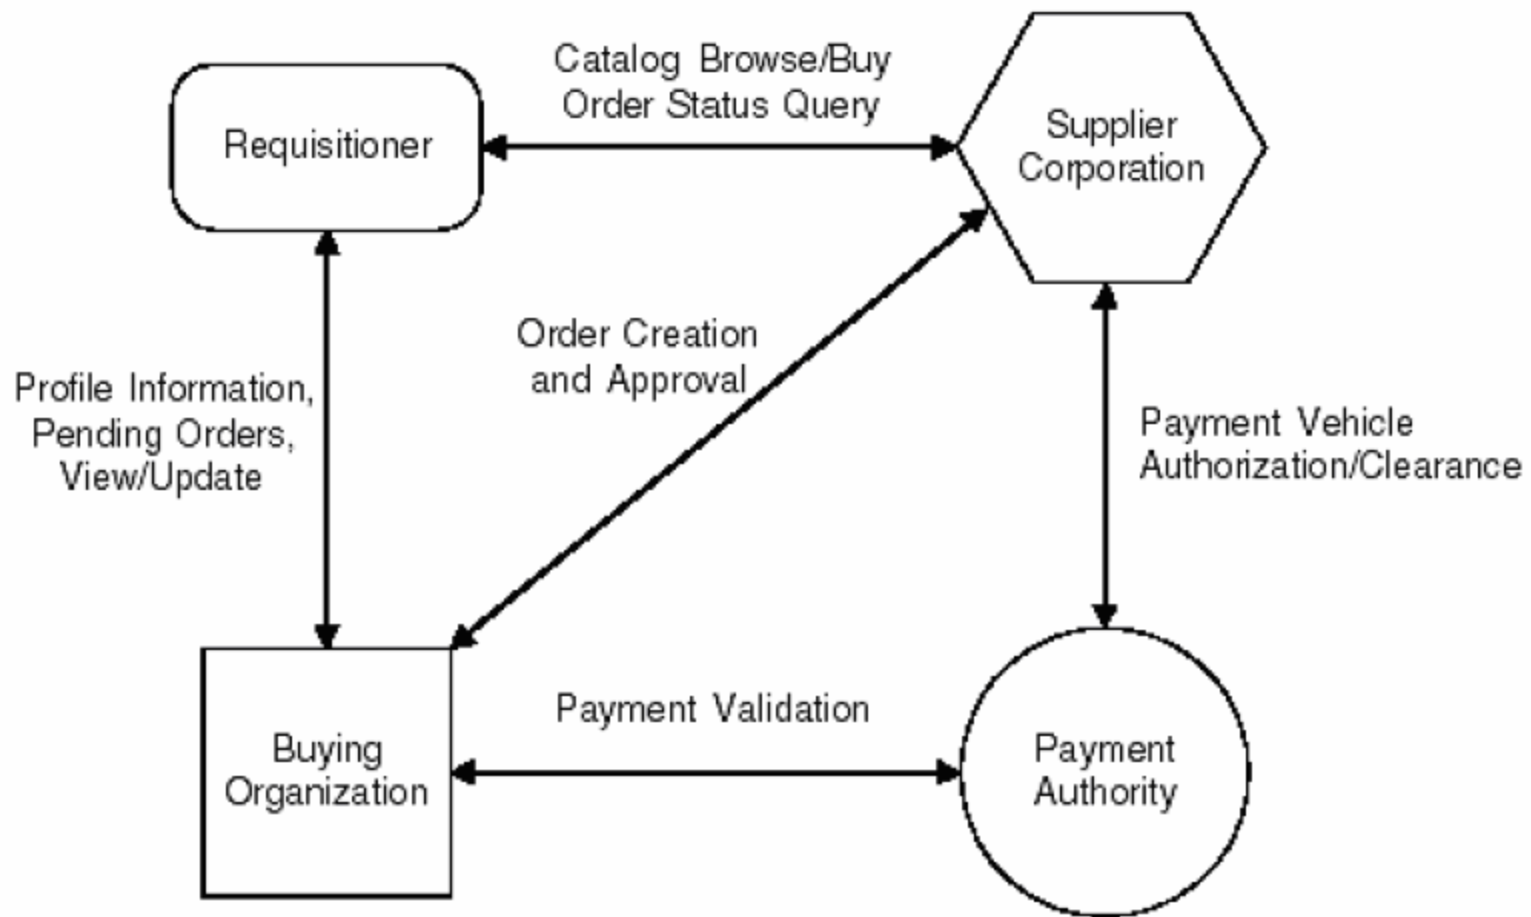 Catalog Browse/Buy
Order Status Query
Requisitioner
Supplier
Corporation
Order Creation
and Approval
Profile Information,
Pending Orders,
View/Update
Payment Vehicle
Authorization/Clearance
Payment Validation
Buying
Organization
Payment
Authority